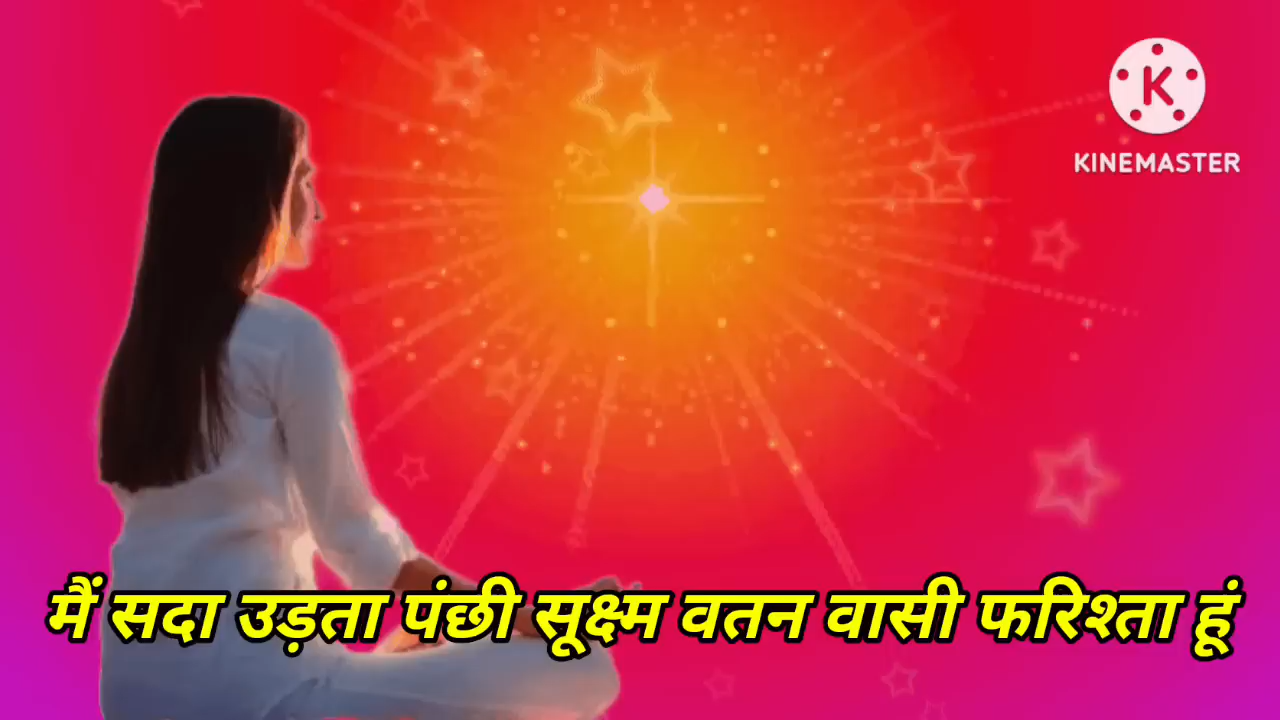 K
KINEMASTER
मैं सदा उड़ता पंछी सूक्ष्म वतन वासी फरिश्ता हूं